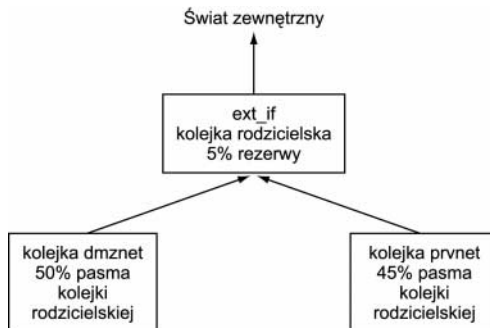 Świat zewnętrzny
ext_if
kolejka rodzicielska
5% rezerwy
kolejka dmznet
50% pasma
kolejki
rodzicielskiej
kolejka prvnet
45% pasma
kolejki
rodzicielskiej